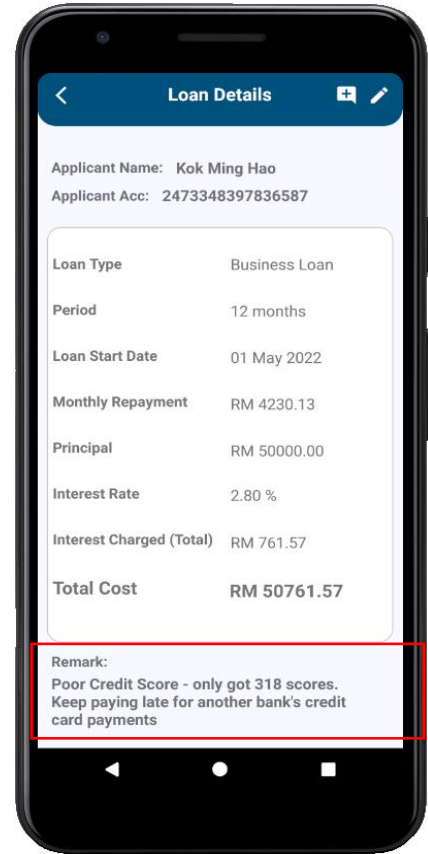 Loan Details
Applicant Name: Kok Ming Hao
Applicant Acc: 2473348397836587
Loan Type Business Loan
Period 12 months
Loan Start Date 01 May 2022
Monthly Repayment RM 4230.13
Principal RM 50000.00
Interest Rate 2.80 %
Interest Charged (Total) RM 761.57
Total Cost RM 50761.57
Remark:
Poor Credit Score - only got 318 scores.
Keep paying late for another bank's credit
card payments